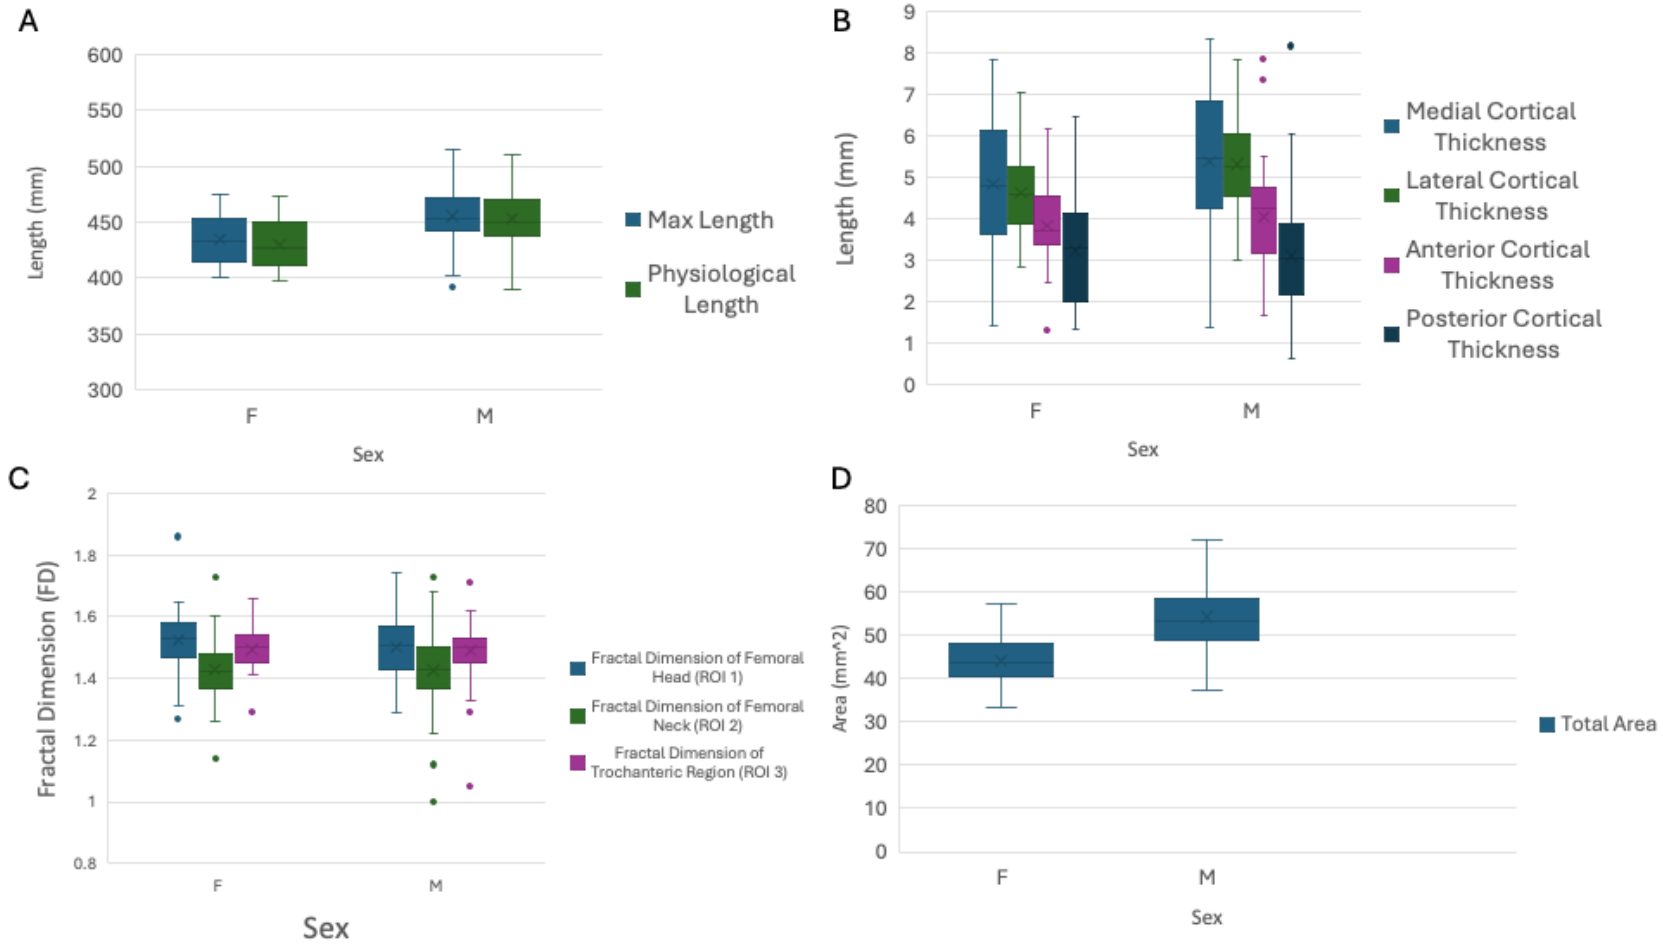 A
600
550
500
450
400
350
300
Length (mm)
F
M
Sex
Max Length
Physiological
Length
B
9
8
7
6
5
4
3
2
1
0
Length (mm)
F
M
Sex
Medial Cortical
Thickness
Lateral Cortical
Thickness
Anterior Cortical
Thickness
Posterior Cortical
Thickness
C
2
1.8
1.6
1.4
1.2
1
0.8
Fractal Dimension (FD)
F
M
Sex
Fractal Dimension of Femoral
Head (ROI 1)
Fractal Dimension of Femoral
Neck (ROI 2)
Fractal Dimension of
Trochanteric Region (ROI 3)
D
80
70
60
50
40
30
20
10
0
Area (mm^2)
F
M
Sex
Total Area